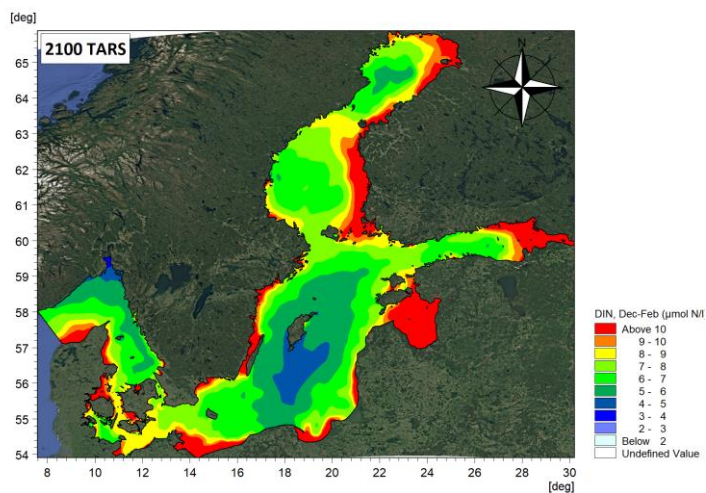 [deg]
2100 TARS
N
65
64
63
62
61
60
59
58
57
56
55
54
8 10 12 14 16 18 20 22 24 26 28 30
[deg]
DIN, Dec-Feb (µmol N/l)
Above 10
9 - 10
8 - 9
7 - 8
6 - 7
5 - 6
4 - 5
3 - 4
2 - 3
Below 2
Undefined Value